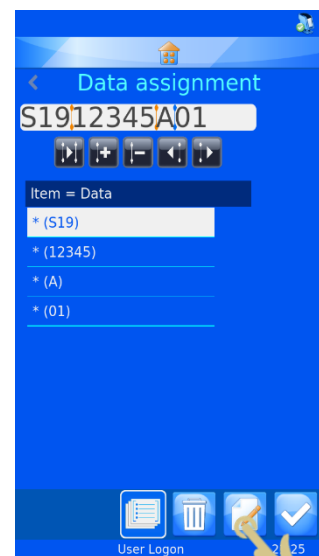 Data assignment
S1912345A01
Item = Data
* (S19)
* (12345)
* (A)
* (01)
User Logon